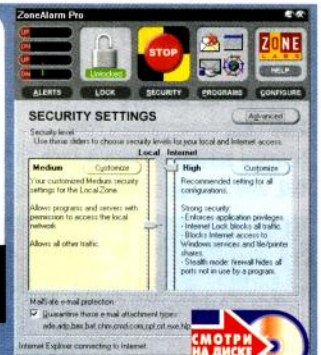 ZoneAlarm Pro
UP
DN
UP
DN
Unlocked
STOP
ZONE
LABS
HELP
ALERTS LOCK SECURITY PROGRAMS CONFIGURE
SECURITY SETTINGS
Advanced
Security level
Use these sliders to choose security levels for your local and Internet access.
Local Internet
Medium Customize
Your customized Medium security
settings for the Local Zone.
Allows programs and servers with
permission to access the local
network.
Allows all other traffic.
High Customize
Recommended setting for all
configurations.
Strong security:
- Enforces application privileges
- Internet Lock blocks all traffic.
- Blocks Internet access to
Windows services and file/printer
shares.
- Stealth mode: firewall hides all
ports not in use by a program.
MailSafe e-mail protection
Quarantine these e-mail attachment types:
Internet Explorer connecting to Internet
СМОТРИ
НА ДИСКЕ